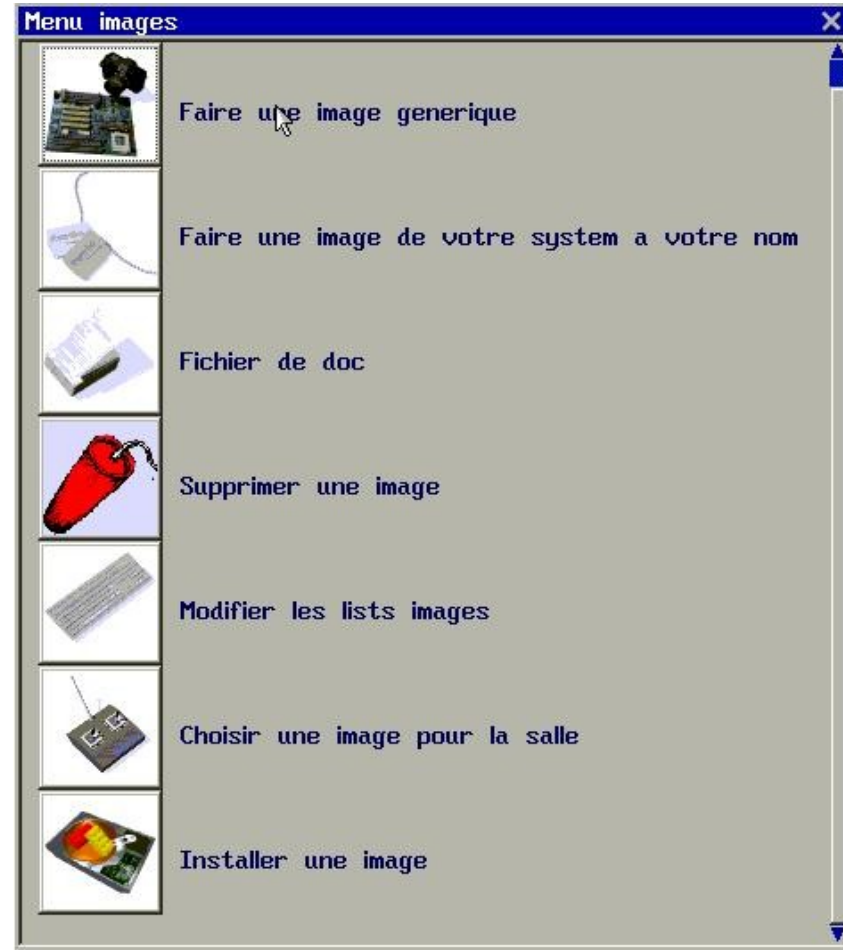 Menu images
Faire une image generique
Faire une image de votre system a votre nom
Fichier de doc
Supprimer une image
Modifier les lists images
Choisir une image pour la salle
Installer une image